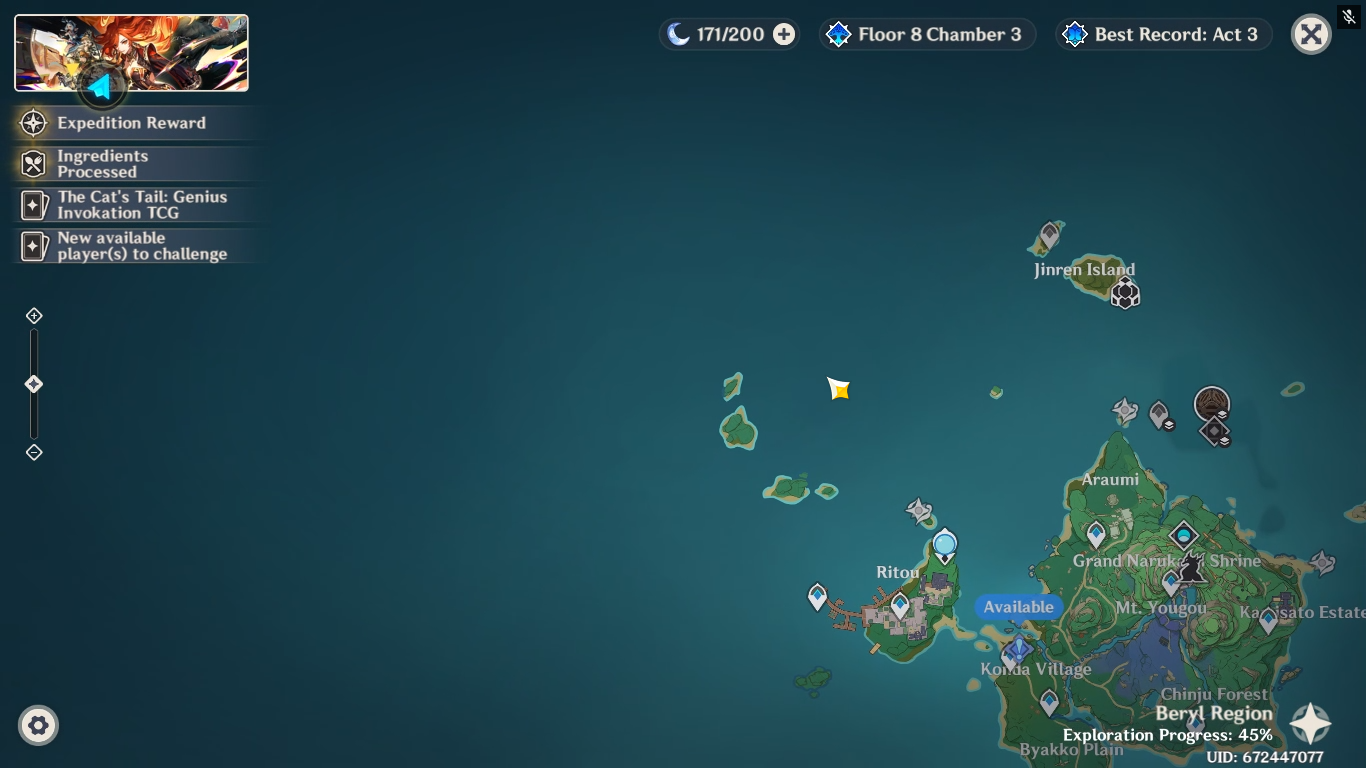 171/200
Floor 8 Chamber 3
Best Record: Act 3
Expedition Reward
Ingredients
Processed
The Cat's Tail: Genius
Invokation TCG
New available
player(s) to challenge
Jinren Island
Araumi
Grand Naruk Shrine
Ritou
Available
Mt. Yougou
Ka isato Estate
Konda Village
Chinju Forest
Beryl Region
Exploration Progress: 45%
Byakko Plain
UID: 672447077